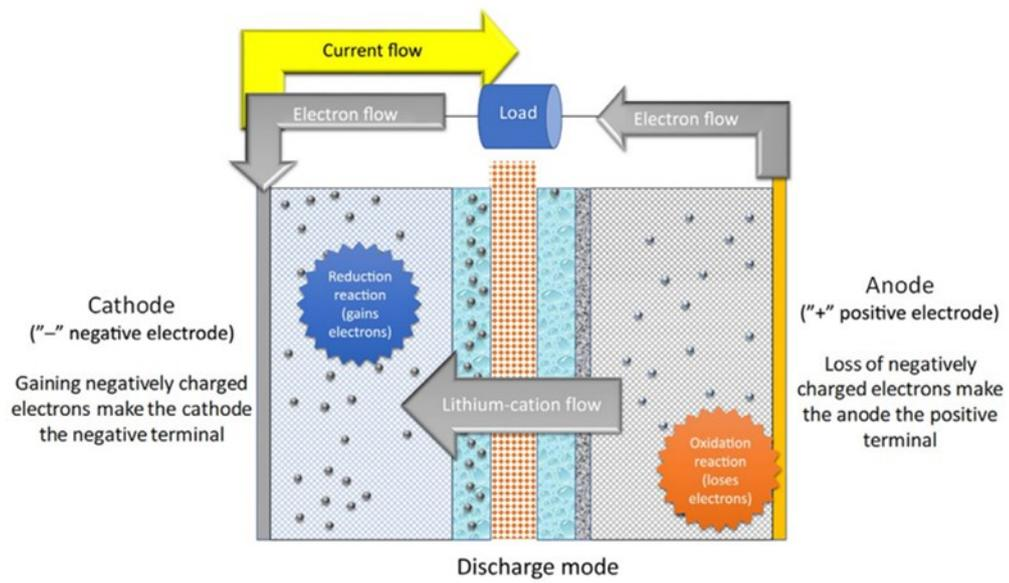 Current flow
Electron flow
Load
Electron flow
Reduction
reaction
(gains
electrons)
Cathode
(”–” negative electrode)
Gaining negatively charged
electrons make the cathode
the negative terminal
Anode
(”+” positive electrode)
Loss of negatively
charged electrons make
the anode the positive
terminal
Lithium-cation flow
Oxidation
reaction
(loses
electrons)
Discharge mode